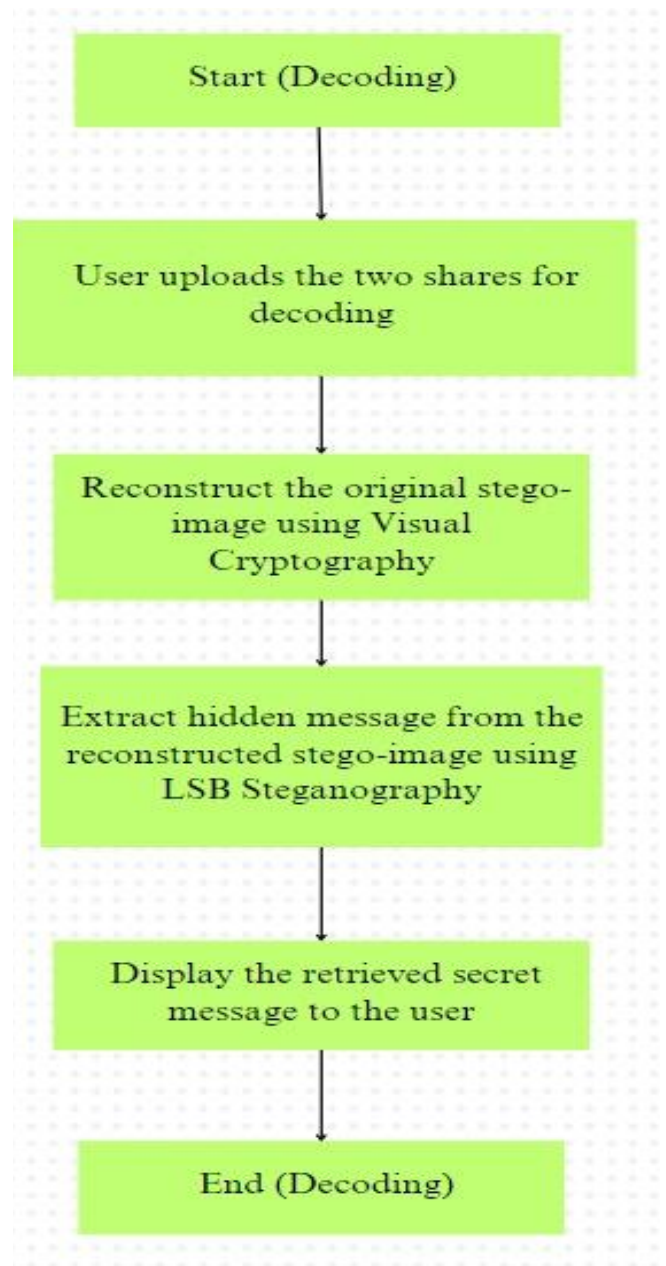 Start (Decoding)
User uploads the two shares for
decoding
Reconstruct the original stego-
image using Visual
Cryptography
Extract hidden message from the
reconstructed stego-image using
LSB Steganography
Display the retrieved secret
message to the user
End (Decoding)